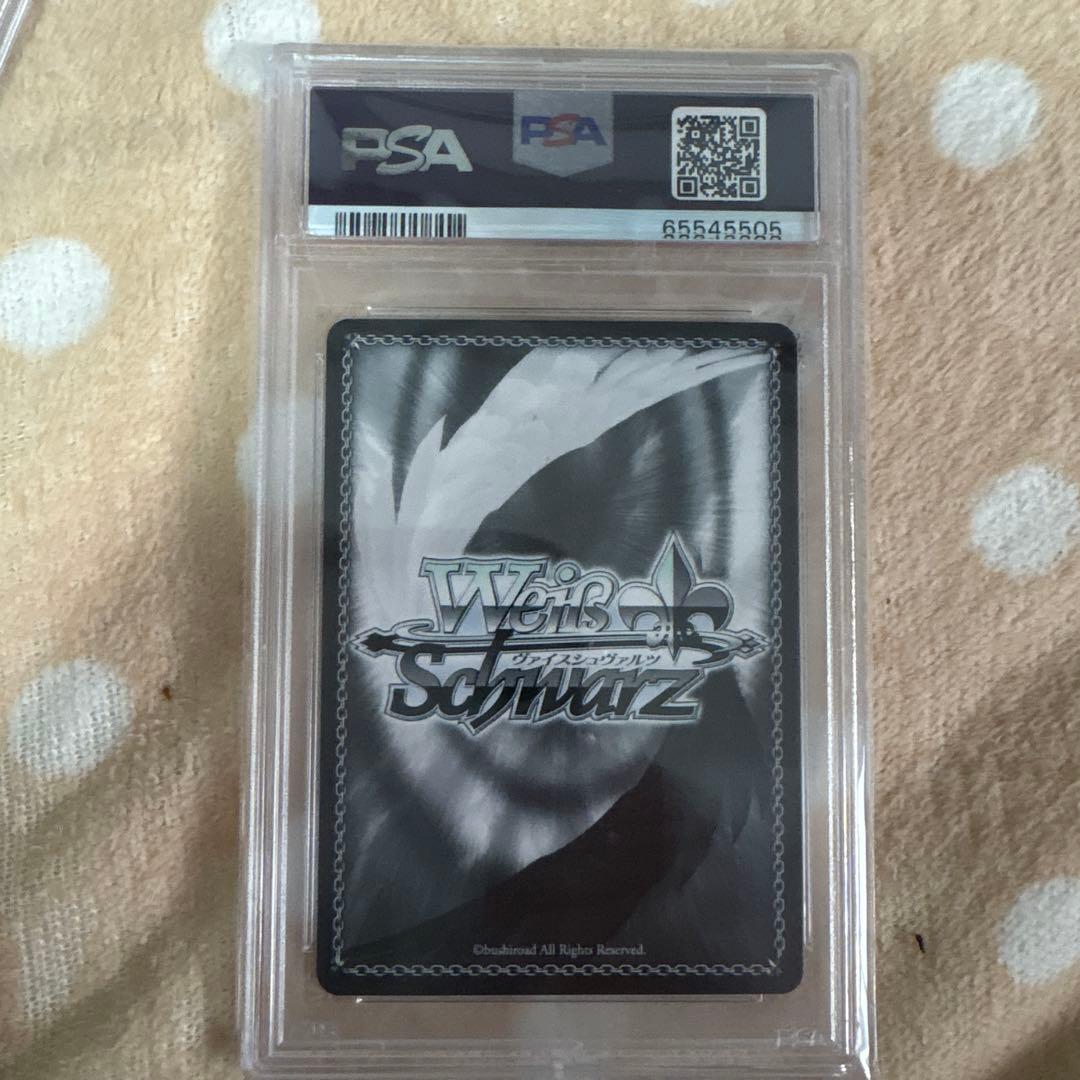 PSA
PSA
65545505
Weiß
ヴァイスシュヴァルツ
Schwarz
©bushiroad All Rights Reserved.